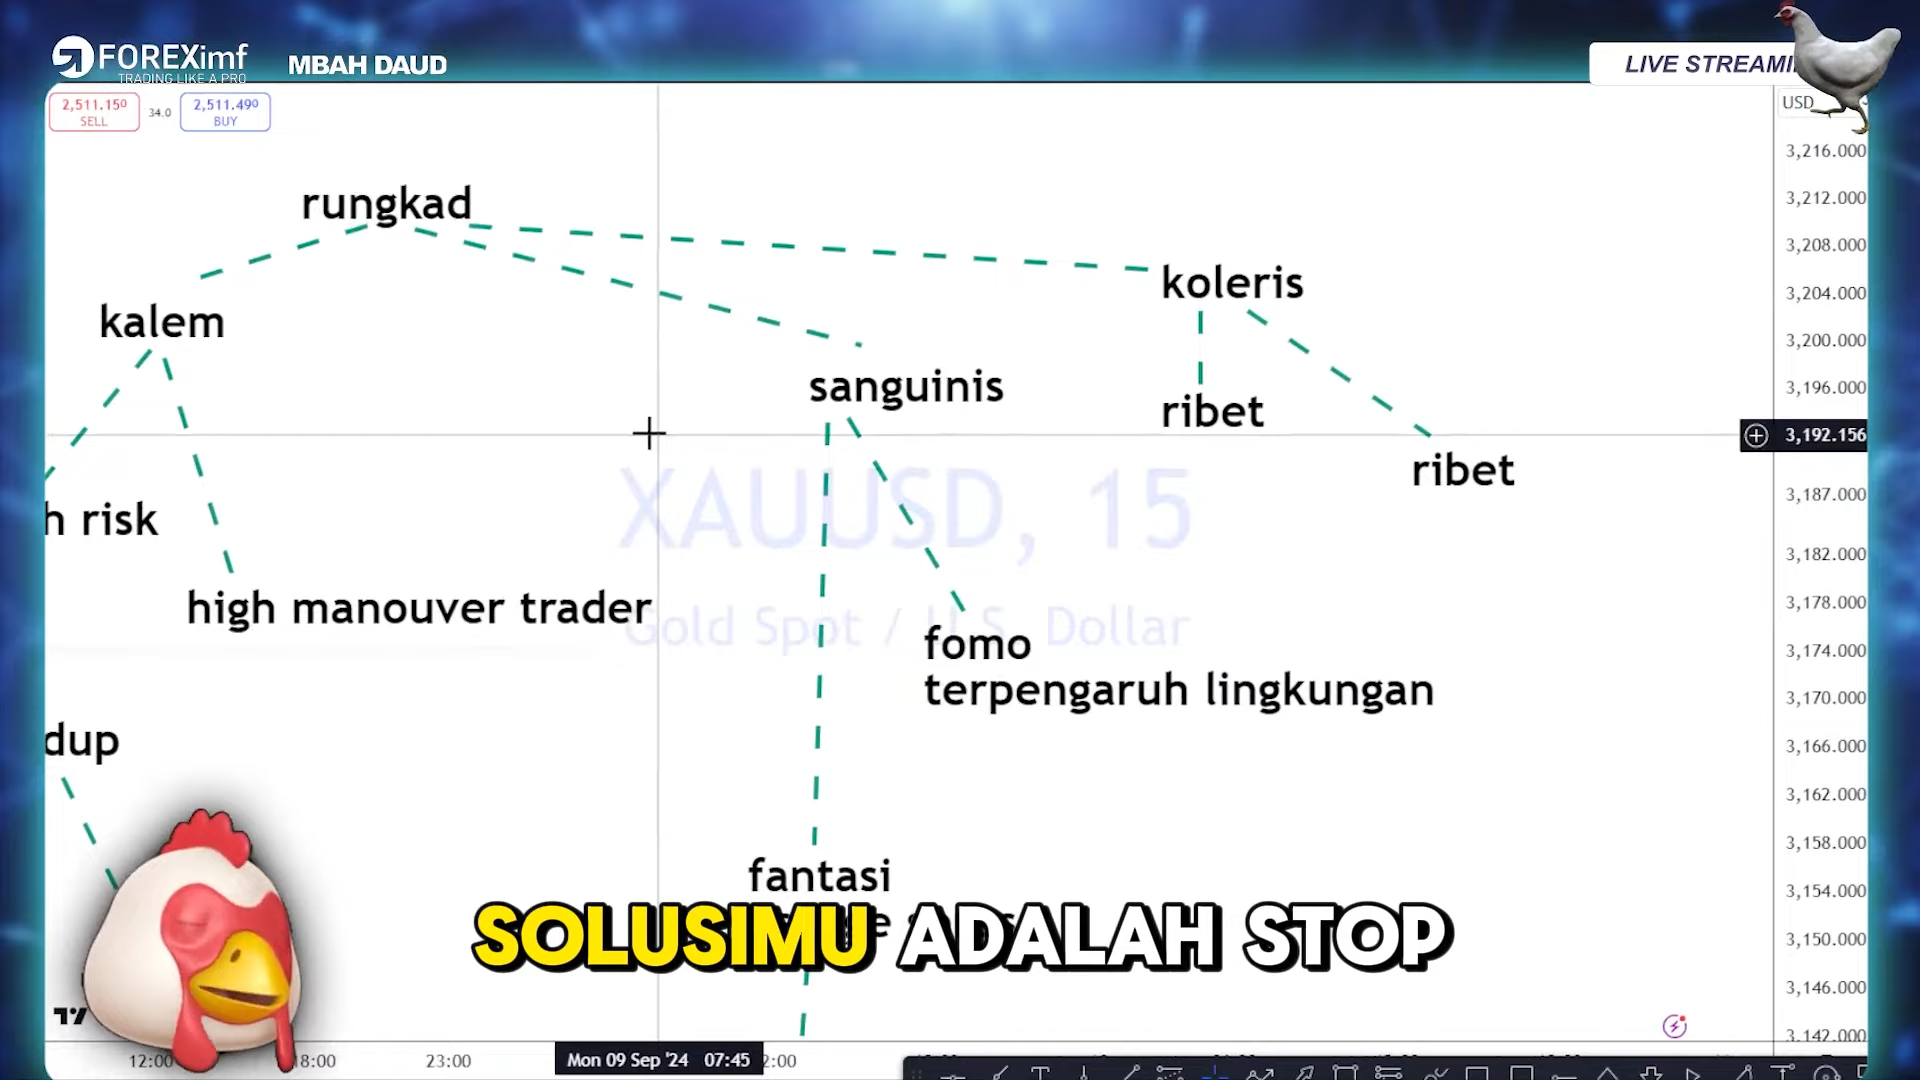 FOREXimf
TRADING LIKE A PRO
MBAH DAUD
LIVE STREAMI
2,511.150
SELL
34.0
2,511.490
BUY
USD
3,216.000
3,212.000
3,208.000
3,204.000
3,200.000
3,196.000
3,192.156
3,187.000
3,182.000
3,178.000
3,174.000
3,170.000
3,166.000
3,162.000
3,158.000
3,154.000
3,150.000
3,146.000
3,142.000
rungkad
kalem
koleris
sanguinis
ribet
ribet
h risk
XAUUSD, 15
Gold Spot / U.S. Dollar
high manouver trader
fomo
terpengaruh lingkungan
dup
fantasi
SOLUSIMU ADALAH STOP
12:00
18:00
23:00
Mon 09 Sep '24 07:45
2:00